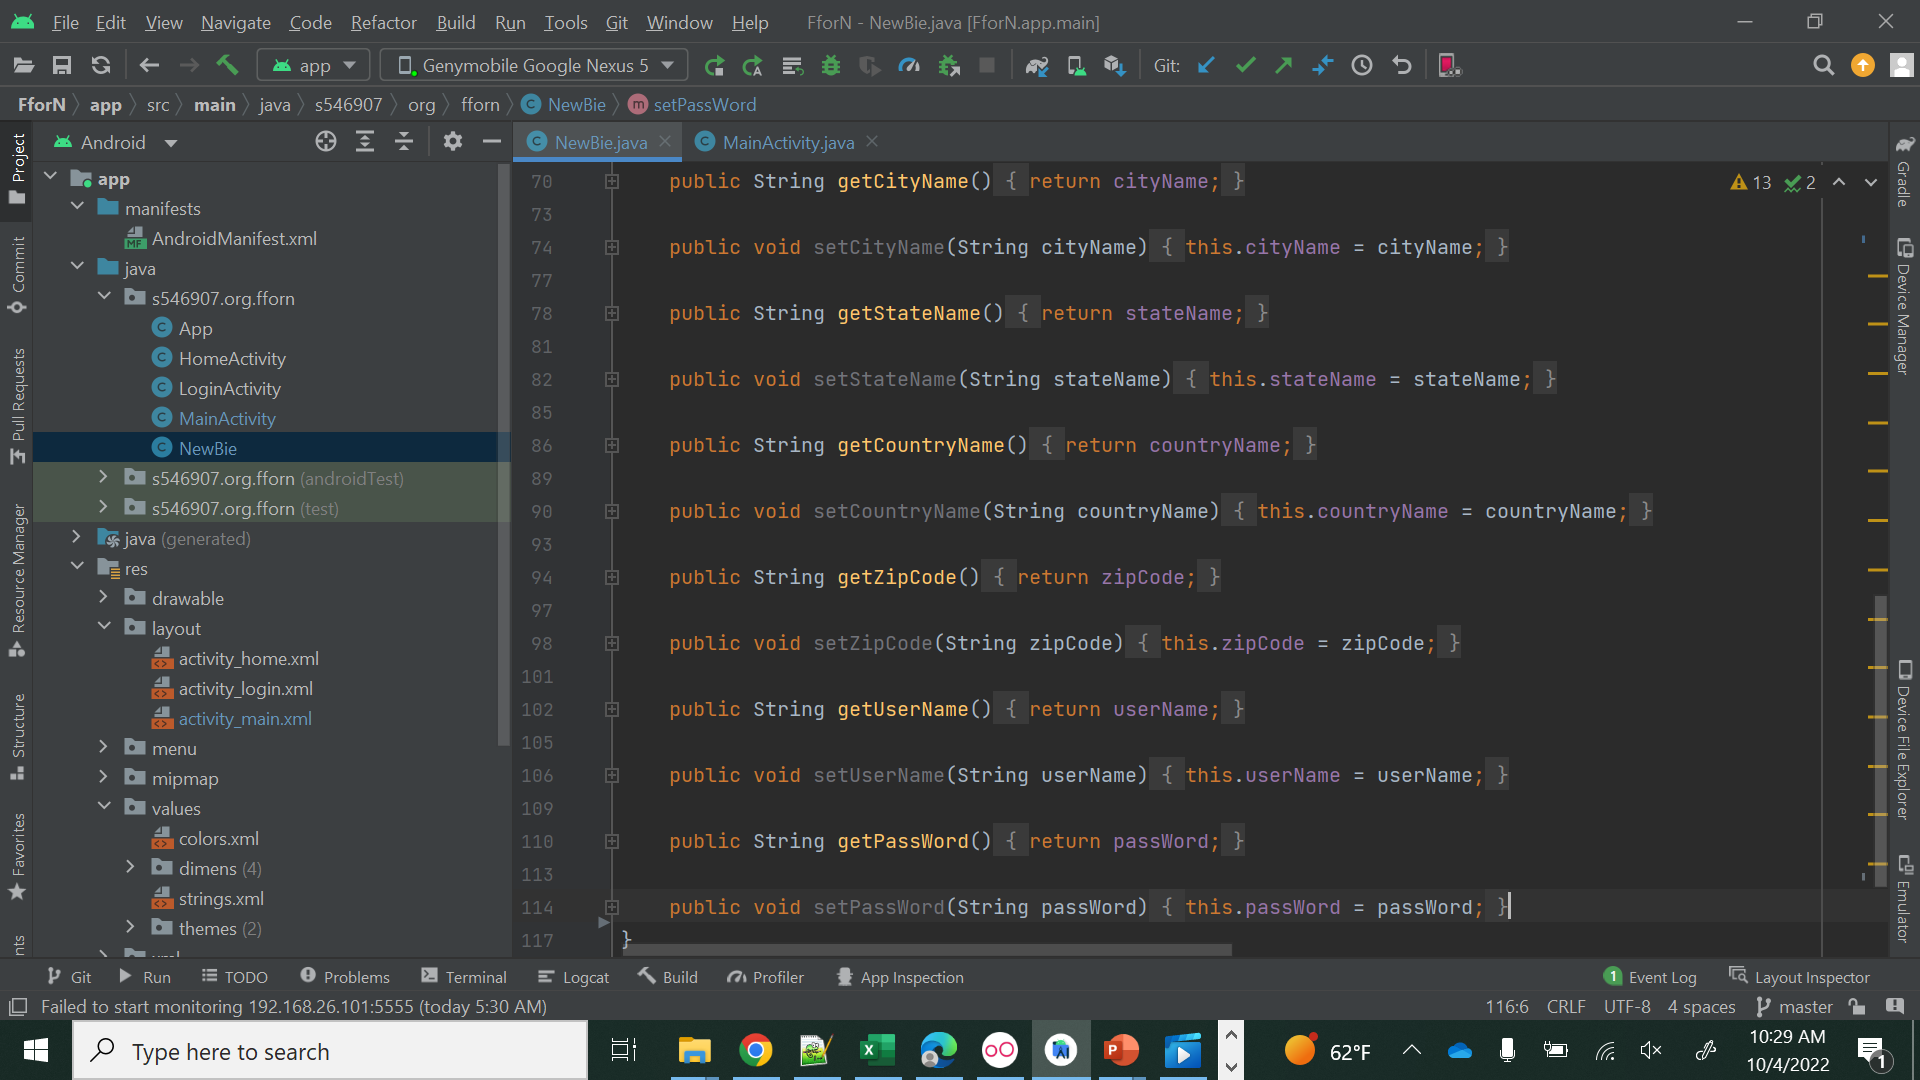 File Edit View Navigate Code Refactor Build Run Tools Git Window Help FforN - NewBie.java [FforN.app.main]
app Genymobile Google Nexus 5 Git:
FforN app src main java s546907 org fforn NewBie setPassWord
Project
Commit
Pull Requests
Resource Manager
Structure
Favorites
nts
Android
app
manifests
AndroidManifest.xml
java
s546907.org.fforn
App
HomeActivity
LoginActivity
MainActivity
NewBie
s546907.org.fforn (androidTest)
s546907.org.fforn (test)
java (generated)
res
drawable
layout
activity_home.xml
activity_login.xml
activity_main.xml
menu
mipmap
values
colors.xml
dimens (4)
strings.xml
themes (2)
NewBie.java MainActivity.java
13 2
70 public String getCityName() { return cityName; }
73
74 public void setCityName(String cityName) { this.cityName = cityName; }
77
78 public String getStateName() { return stateName; }
81
82 public void setStateName(String stateName) { this.stateName = stateName; }
85
86 public String getCountryName() { return countryName; }
89
90 public void setCountryName(String countryName) { this.countryName = countryName; }
93
94 public String getZipCode() { return zipCode; }
97
98 public void setZipCode(String zipCode) { this.zipCode = zipCode; }
101
102 public String getUserName() { return userName; }
105
106 public void setUserName(String userName) { this.userName = userName; }
109
110 public String getPassWord() { return passWord; }
113
114 public void setPassWord(String passWord) { this.passWord = passWord; }
117 }
Gradle
Device Manager
Device File Explorer
Emulator
Git Run TODO Problems Terminal Logcat Build Profiler App Inspection 1 Event Log Layout Inspector
Failed to start monitoring 192.168.26.101:5555 (today 5:30 AM) 116:6 CRLF UTF-8 4 spaces master
Type here to search 62°F
10:29 AM
10/4/2022
1